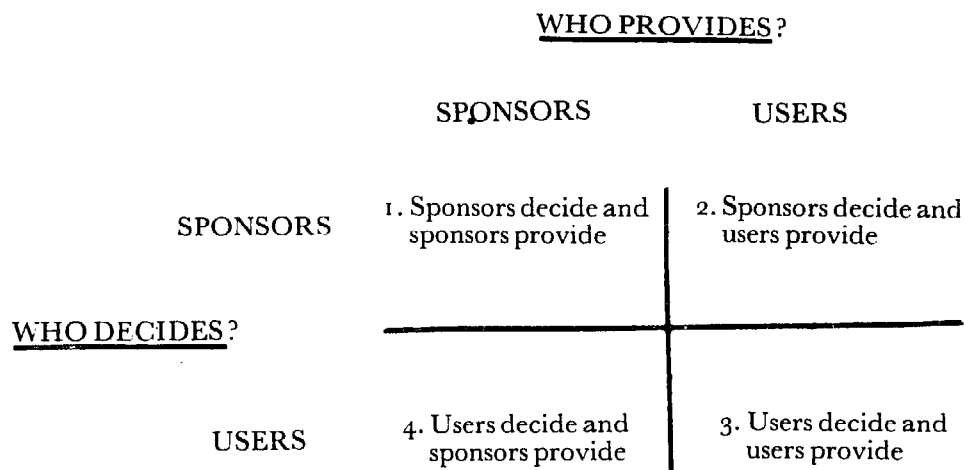 WHO PROVIDES?
SPONSORS USERS
SPONSORS
1. Sponsors decide and
sponsors provide
2. Sponsors decide and
users provide
WHO DECIDES?
USERS
4. Users decide and
sponsors provide
3. Users decide and
users provide